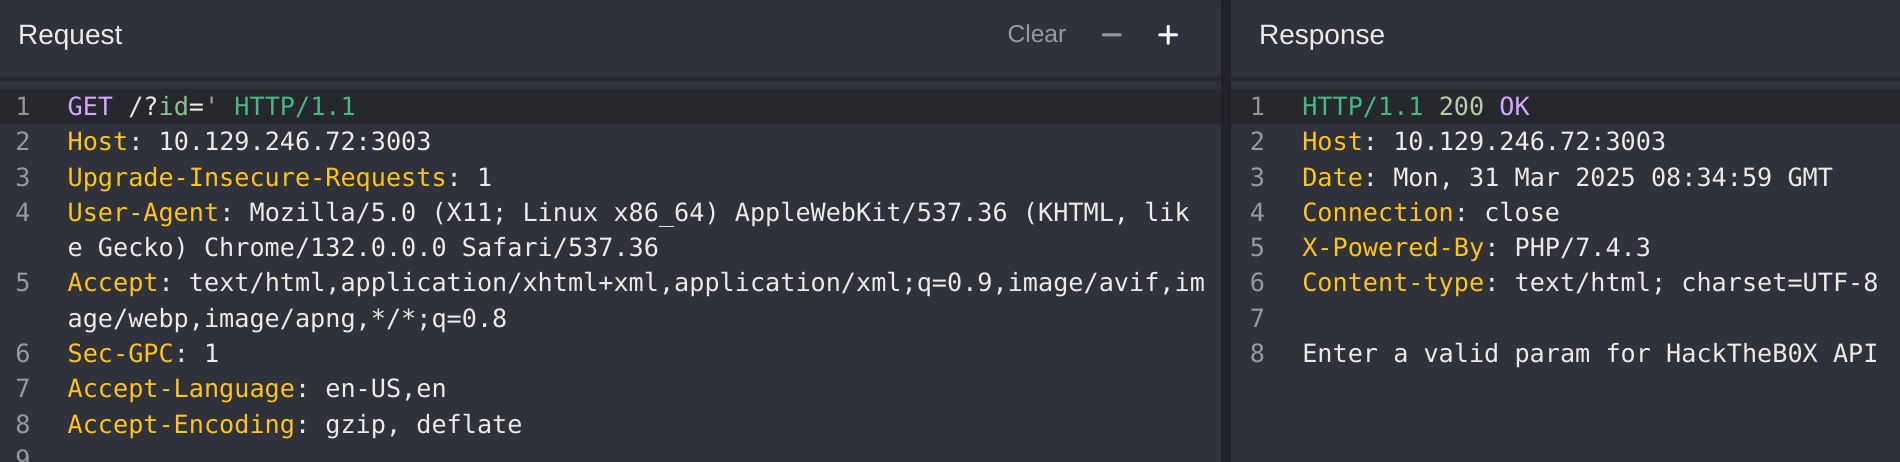 Request Clear − +
1 GET /?id=' HTTP/1.1
2 Host: 10.129.246.72:3003
3 Upgrade-Insecure-Requests: 1
4 User-Agent: Mozilla/5.0 (X11; Linux x86_64) AppleWebKit/537.36 (KHTML, lik
e Gecko) Chrome/132.0.0.0 Safari/537.36
5 Accept: text/html,application/xhtml+xml,application/xml;q=0.9,image/avif,im
age/webp,image/apng,*/*;q=0.8
6 Sec-GPC: 1
7 Accept-Language: en-US,en
8 Accept-Encoding: gzip, deflate
9
Response
1 HTTP/1.1 200 OK
2 Host: 10.129.246.72:3003
3 Date: Mon, 31 Mar 2025 08:34:59 GMT
4 Connection: close
5 X-Powered-By: PHP/7.4.3
6 Content-type: text/html; charset=UTF-8
7
8 Enter a valid param for HackTheB0X API